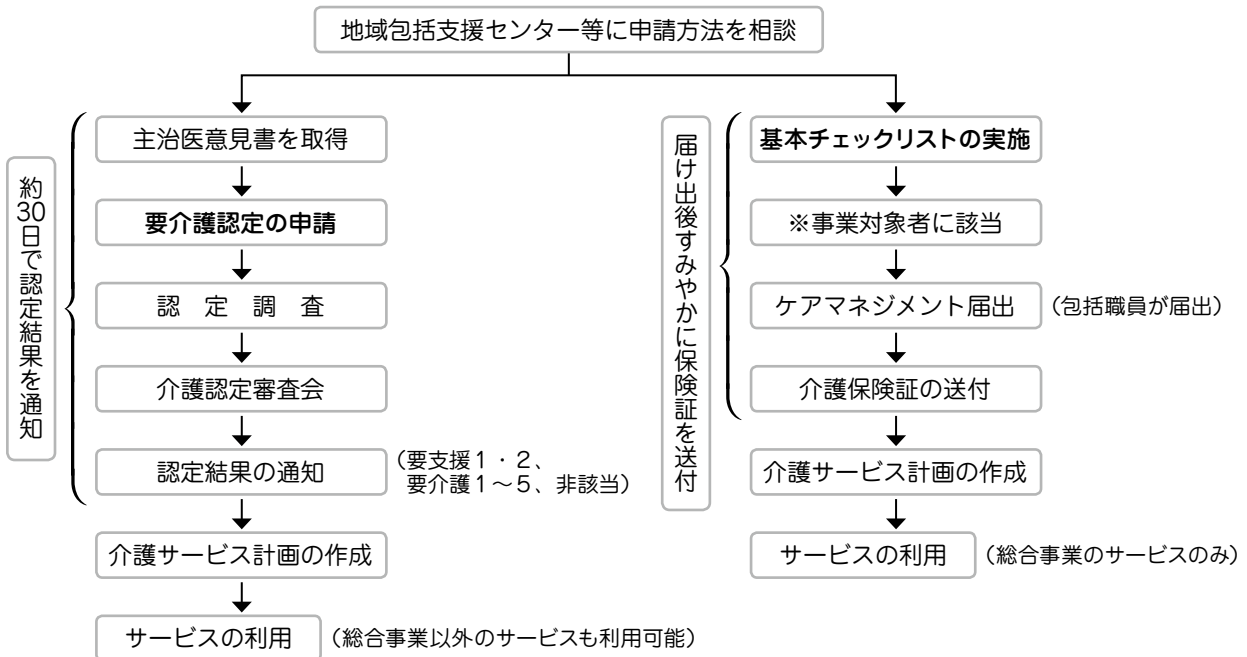 地域包括支援センター等に申請方法を相談
約30日で認定結果を通知
主治医意見書を取得
要介護認定の申請
認定調査
介護認定審査会
認定結果の通知
（要支援１・２、
要介護１～５、非該当）
介護サービス計画の作成
サービスの利用
（総合事業以外のサービスも利用可能）
届け出後すみやかに保険証を送付
基本チェックリストの実施
※事業対象者に該当
ケアマネジメント届出
（包括職員が届出）
介護保険証の送付
介護サービス計画の作成
サービスの利用
（総合事業のサービスのみ）